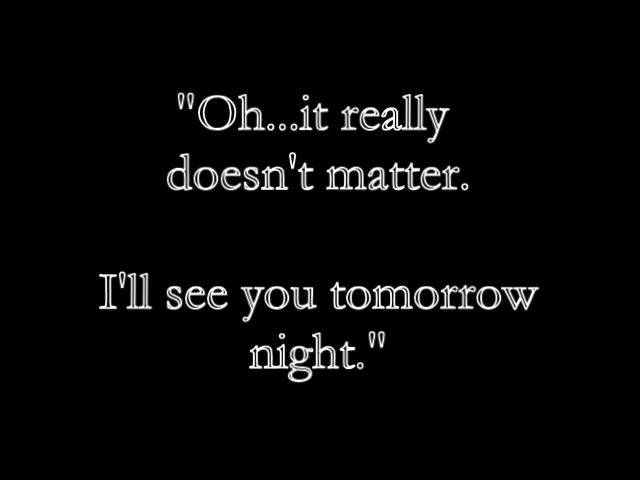 "Oh...it really
doesn't matter.
I'll see you tomorrow
night."